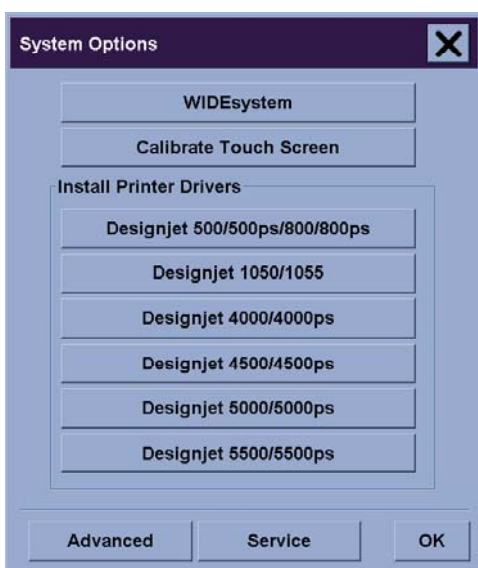 System Options
WIDEsystem
Calibrate Touch Screen
Install Printer Drivers
Designjet 500/500ps/800/800ps
Designjet 1050/1055
Designjet 4000/4000ps
Designjet 4500/4500ps
Designjet 5000/5000ps
Designjet 5500/5500ps
Advanced Service OK